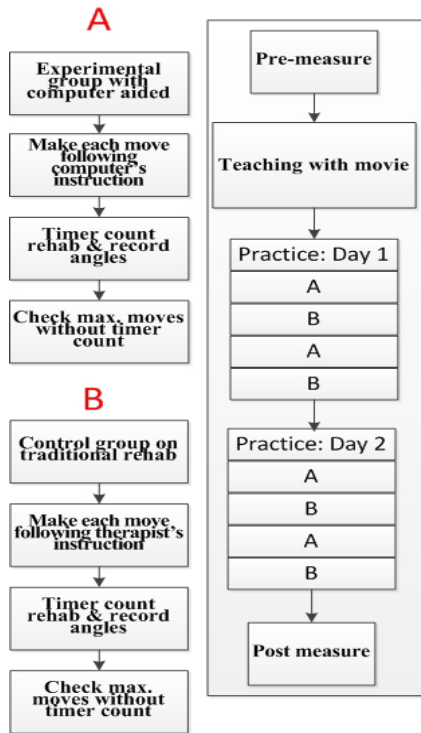 A
Experimental
group with
computer aided
Make each move
following
computer's
instruction
Timer count
rehab & record
angles
Check max. moves
without timer
count
B
Control group on
traditional rehab
Make each move
following therapist's
instruction
Timer count
rehab & record
angles
Check max.
moves without
timer count
Pre-measure
Teaching with movie
Practice: Day 1
A
B
A
B
Practice: Day 2
A
B
A
B
Post measure